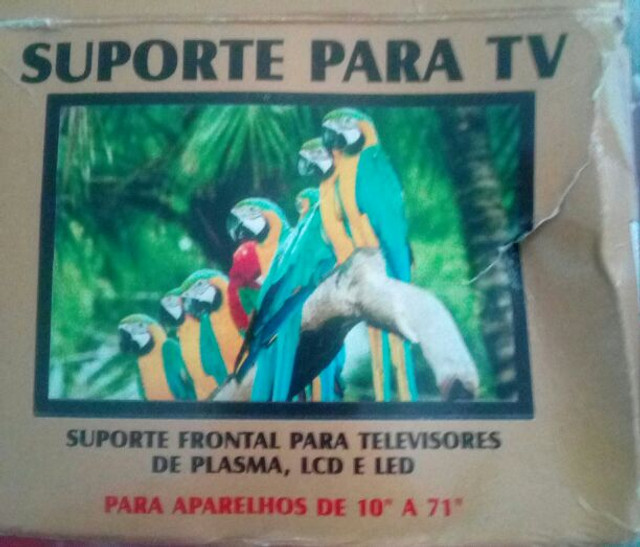 SUPORTE PARA TV
SUPORTE FRONTAL PARA TELEVISORES
DE PLASMA, LCD E LED
PARA APARELHOS DE 10" A 71"